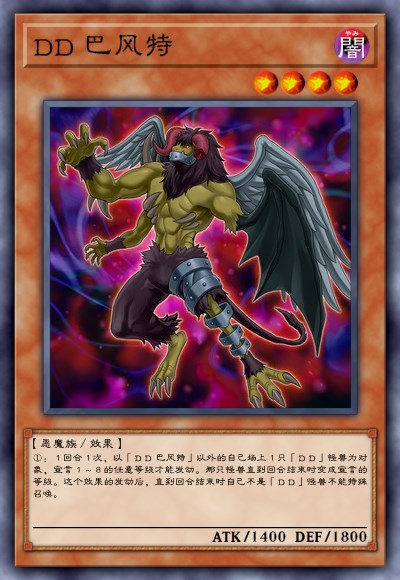 DD 巴风特
やみ
闇
【恶魔族／效果】
①：1回合1次，以「DD 巴风特」以外的自己场上1只「DD」怪兽为对
象，宣言1－8的任意等级才能发动。那只怪兽直到回合结束时变成宣言的
等级。这个效果的发动后，直到回合结束时自己不是「DD」怪兽不能特殊
召唤。
ATK/1400 DEF/1800